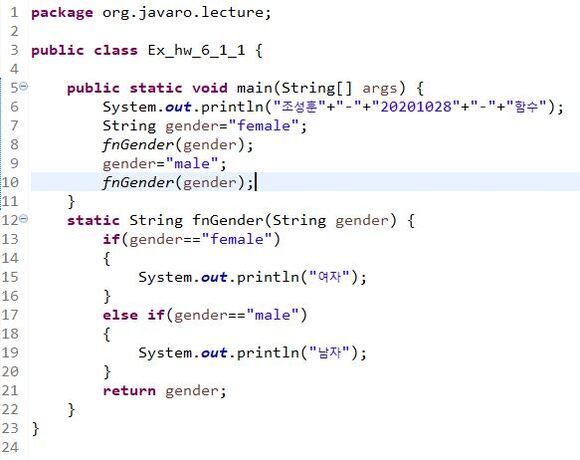 1 package org.javaro.lecture;
2
3 public class Ex_hw_6_1_1 {
4
5 public static void main(String[] args) {
6 System.out.println("조성훈"+"-"+"20201028"+"-"+"함수");
7 String gender="female";
8 fnGender(gender);
9 gender="male";
10 fnGender(gender);
11 }
12 static String fnGender(String gender) {
13 if(gender=="female")
14 {
15 System.out.println("여자");
16 }
17 else if(gender=="male")
18 {
19 System.out.println("남자");
20 }
21 return gender;
22 }
23 }
24